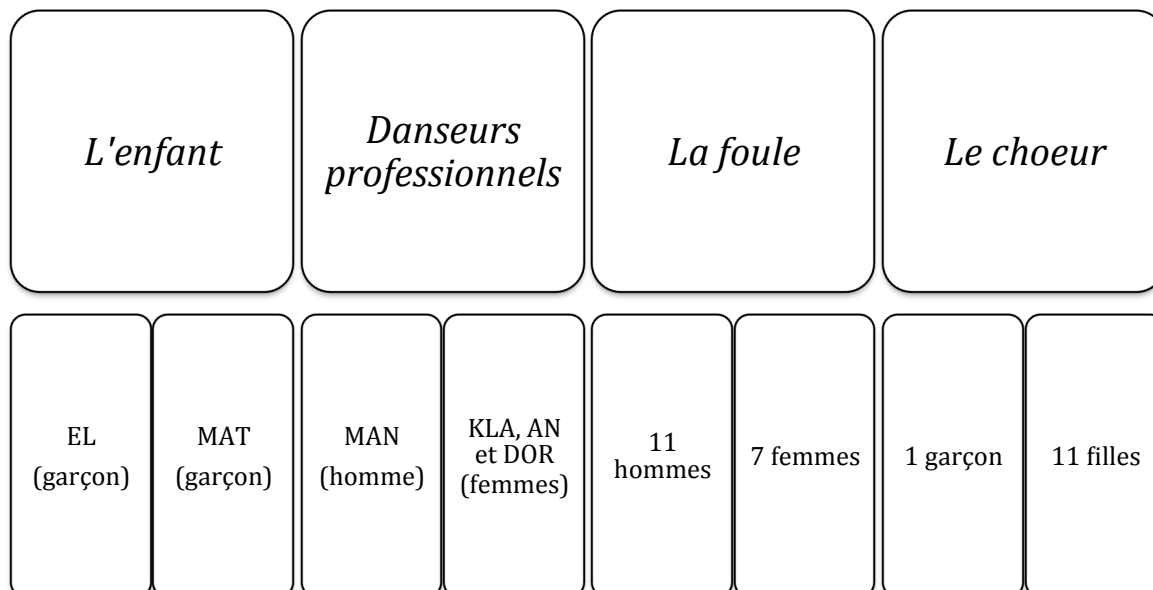 L'enfant
Danseurs
professionnels
La foule
Le choeur
EL
(garçon)
MAT
(garçon)
MAN
(homme)
KLA, AN
et DOR
(femmes)
11
hommes
7 femmes
1 garçon
11 filles